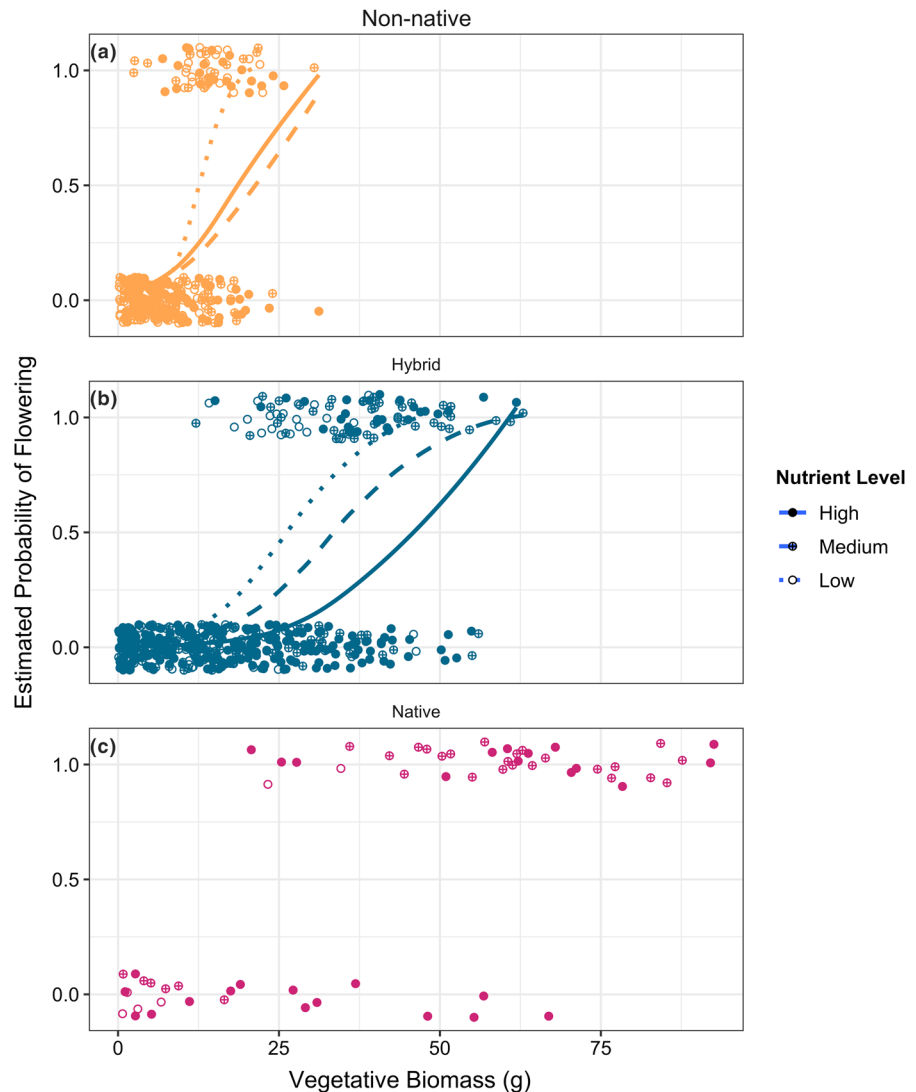 Non-native
(a)
1.0
0.5
0.0
Hybrid
(b)
1.0
0.5
0.0
Native
(c)
1.0
0.5
0.0
0 25 50 75
Vegetative Biomass (g)
Estimated Probability of Flowering
Nutrient Level
High
Medium
Low